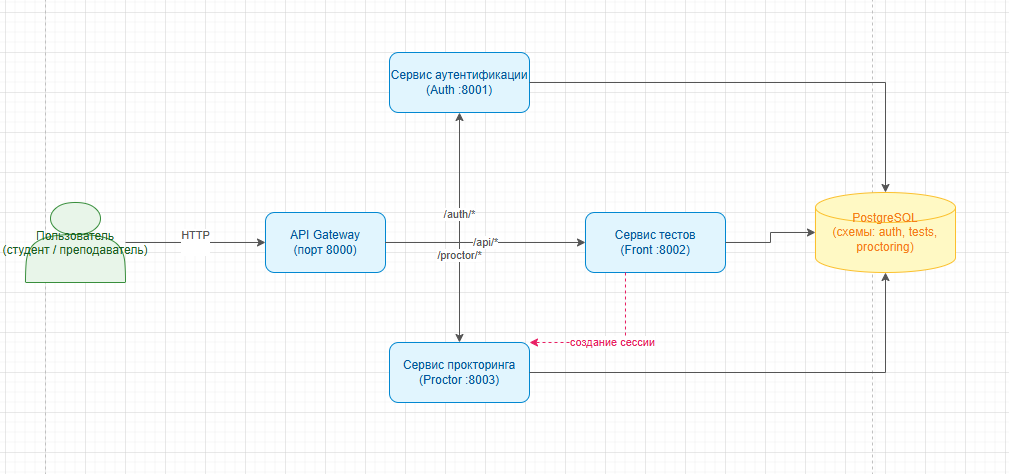 Сервис аутентификации
(Auth :8001)
Пользователь
(студент / преподаватель)
HTTP
API Gateway
(порт 8000)
/auth/*
/api/*
/proctor/*
Сервис тестов
(Front :8002)
PostgreSQL
(схемы: auth, tests,
proctoring)
создание сессии
Сервис прокторинга
(Proctor :8003)